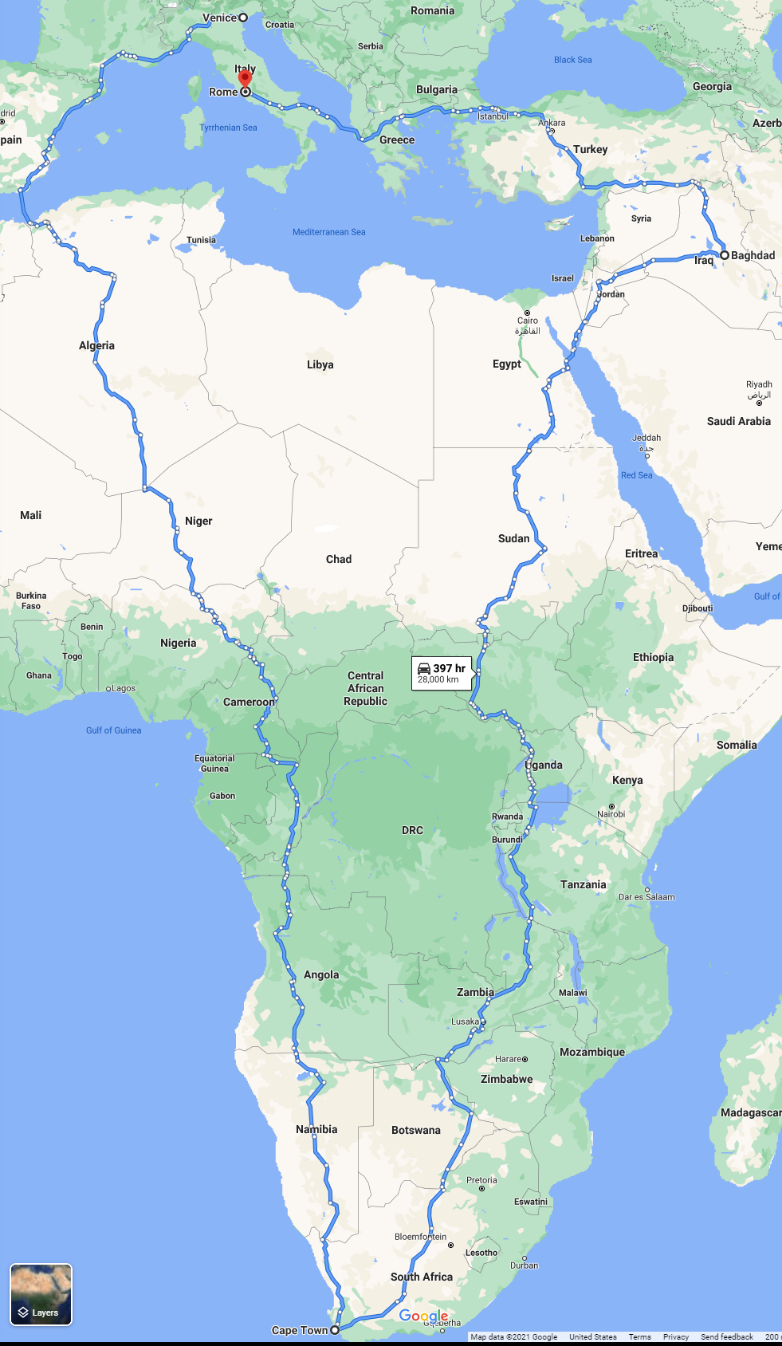 Romania
Venice
Croatia
Serbia
Black Sea
Italy
Rome
Bulgaria
Georgia
drid
Istanbul
Ankara
Azerb
pain
Tyrrhenian Sea
Greece
Turkey
Syria
Tunisia
Mediterranean Sea
Lebanon
Iraq
Baghdad
Israel
Jordan
Cairo
القاهرة
Algeria
Libya
Egypt
Riyadh
الرياض
Saudi Arabia
Jeddah
جدة
Red Sea
Mali
Niger
Sudan
Chad
Eritrea
Yeme
Burkina
Faso
Gulf of
Djibouti
Benin
Nigeria
Togo
Ethiopia
Ghana
Lagos
397 hr
28,000 km
Central
African
Republic
Cameroon
Gulf of Guinea
Somalia
Equatorial
Guinea
Uganda
Kenya
Gabon
Nairobi
Rwanda
DRC
Burundi
Tanzania
Dar es Salaam
Angola
Zambia
Malawi
Lusaka
Mozambique
Harare
Zimbabwe
Madagascar
Namibia
Botswana
Pretoria
Eswatini
Bloemfontein
Lesotho
Durban
South Africa
Layers
Google
Gqeberha
Cape Town
Map data ©2021 Google United States Terms Privacy Send feedback 200